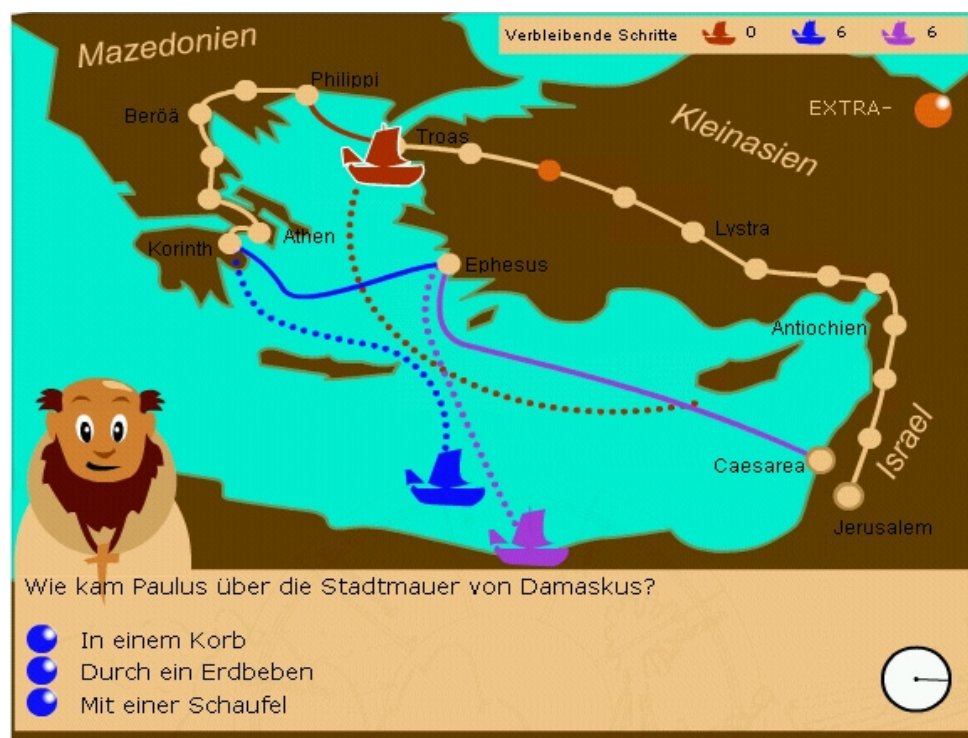 Mazedonien
Verbleibende Schritte 0 6 6
Philippi
EXTRA-
Beröä
Troas
Kleinasien
Lystra
Korinth
Athen
Ephesus
Antiochien
Israel
Caesarea
Jerusalem
Wie kam Paulus über die Stadtmauer von Damaskus?
In einem Korb
Durch ein Erdbeben
Mit einer Schaufel